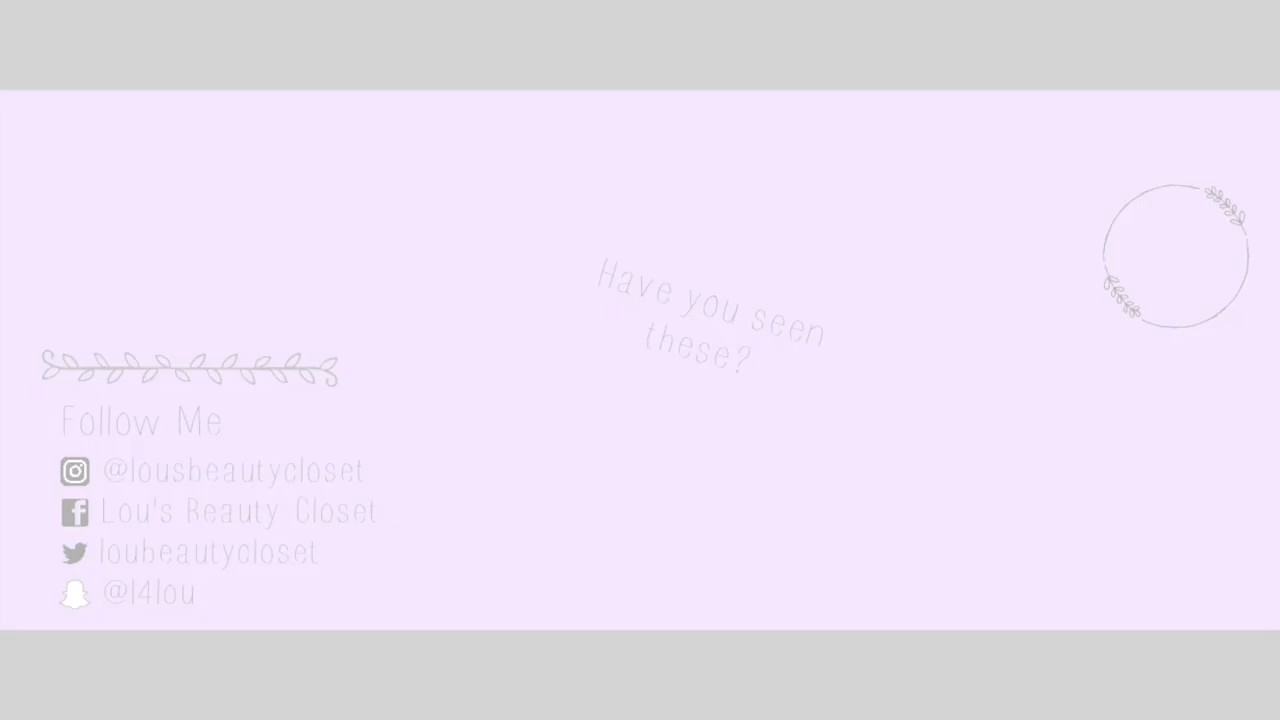 Have you seen
these?
Follow Me
@lousbeautycloset
Lou's Beauty Closet
loubeautycloset
@l4lou